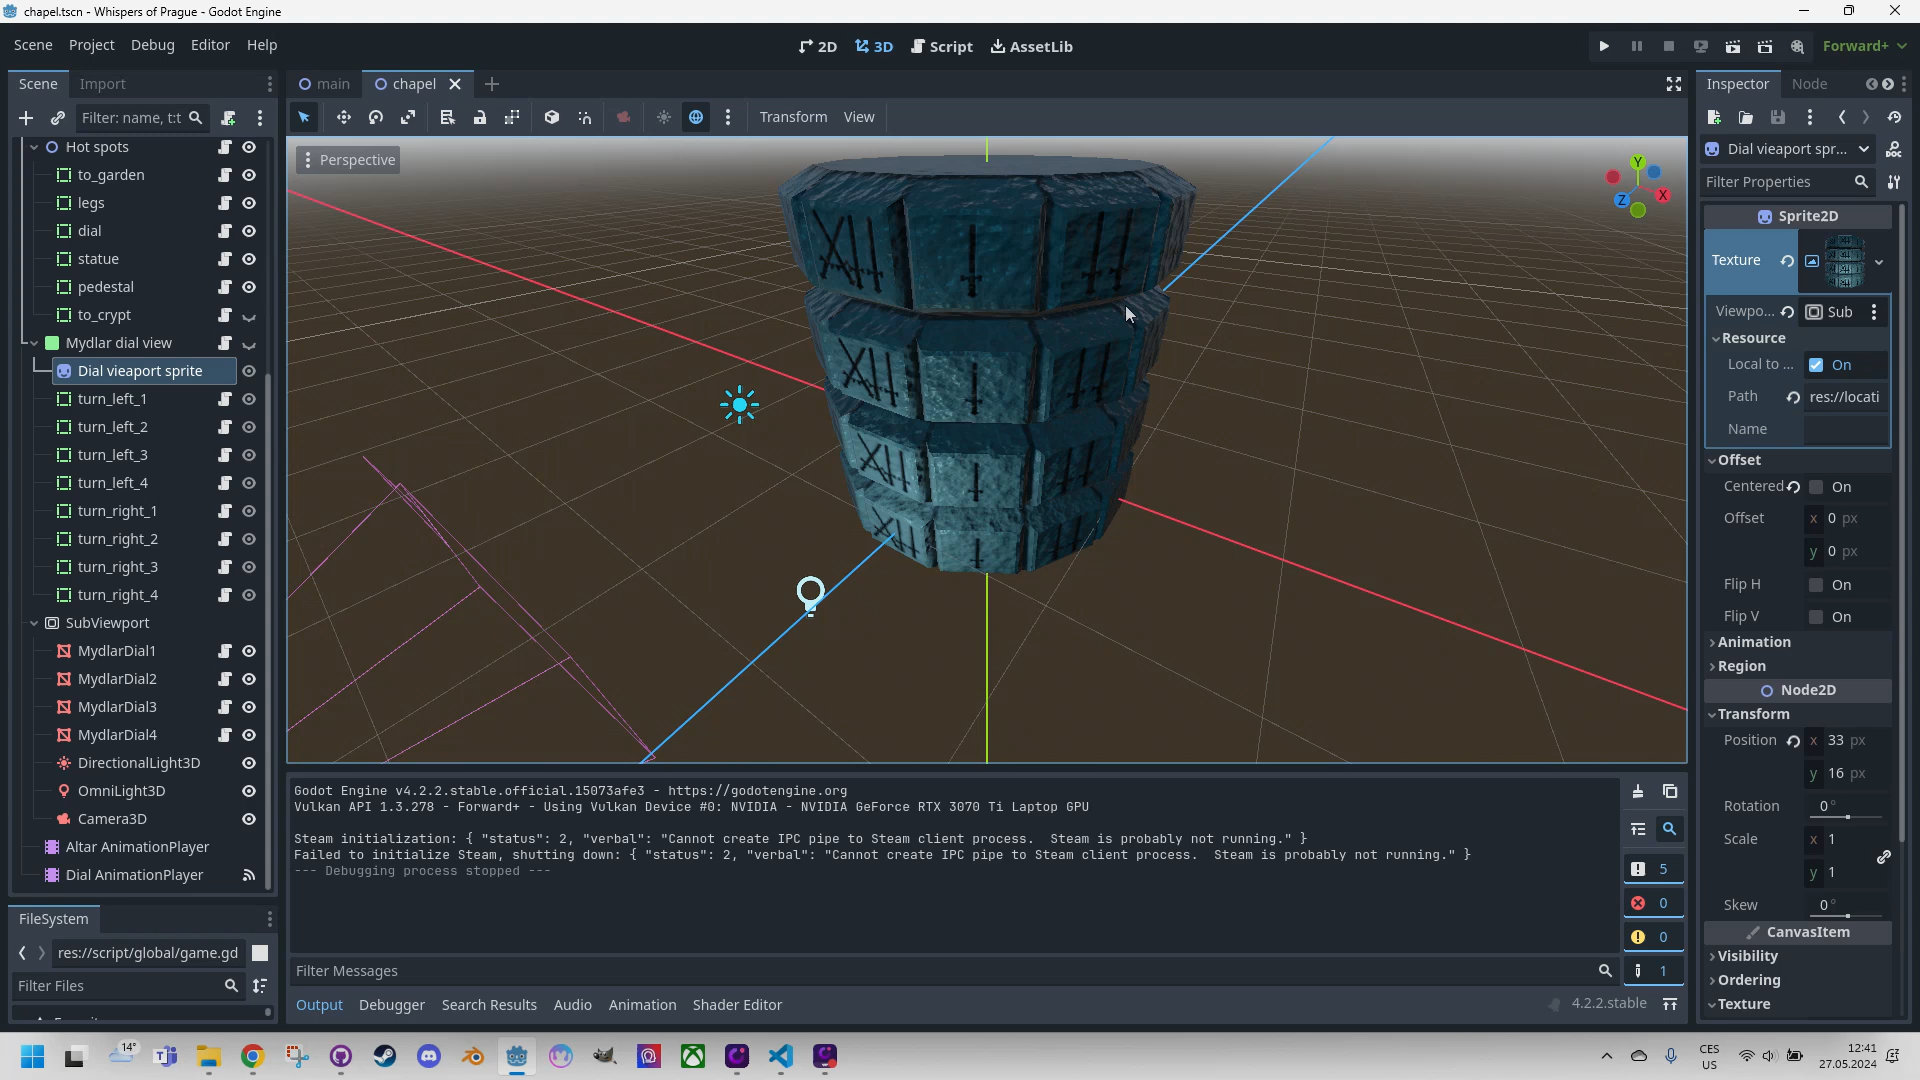 chapel.tscn - Whispers of Prague - Godot Engine
Scene Project Debug Editor Help
2D 3D Script AssetLib
Forward+
Scene Import
main chapel
Inspector Node
Filter: name, t:t
Transform View
Perspective
Y
X
Z
Hot spots
to_garden
legs
dial
statue
pedestal
to_crypt
Mydlar dial view
Dial vieaport sprite
turn_left_1
turn_left_2
turn_left_3
turn_left_4
turn_right_1
turn_right_2
turn_right_3
turn_right_4
SubViewport
MydlarDial1
MydlarDial2
MydlarDial3
MydlarDial4
DirectionalLight3D
OmniLight3D
Camera3D
Altar AnimationPlayer
Dial AnimationPlayer
FileSystem
res://script/global/game.gd
Filter Files
Godot Engine v4.2.2.stable.official.15073afe3 - https://godotengine.org
Vulkan API 1.3.278 - Forward+ - Using Vulkan Device #0: NVIDIA - NVIDIA GeForce RTX 3070 Ti Laptop GPU
Steam initialization: { "status": 2, "verbal": "Cannot create IPC pipe to Steam client process.  Steam is probably not running." }
Failed to initialize Steam, shutting down: { "status": 2, "verbal": "Cannot create IPC pipe to Steam client process.  Steam is probably not running." }
--- Debugging process stopped ---
5
0
0
1
Filter Messages
Output Debugger Search Results Audio Animation Shader Editor
4.2.2.stable
Dial vieaport spr...
DOC
Filter Properties
Sprite2D
Texture
Viewpo... Sub
Resource
Local to ... On
Path res://locati
Name
Offset
Centered On
Offset x 0 px
y 0 px
Flip H On
Flip V On
Animation
Region
Node2D
Transform
Position x 33 px
y 16 px
Rotation 0°
Scale x 1
y 1
Skew 0°
CanvasItem
Visibility
Ordering
Texture
14°
CES
US
12:41
27.05.2024